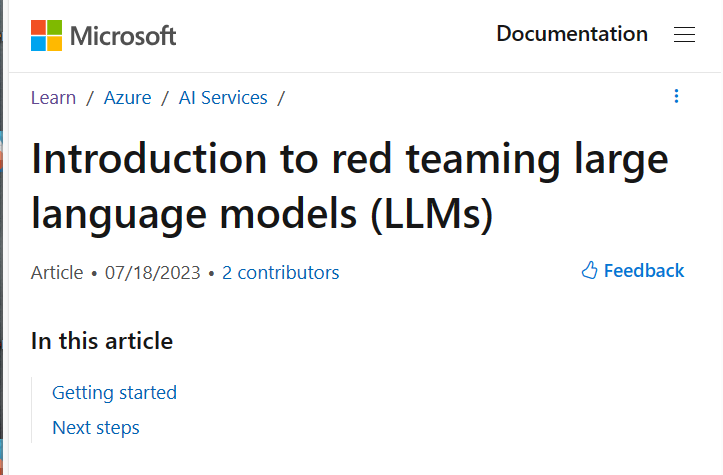 Microsoft Documentation
Learn / Azure / AI Services /
Introduction to red teaming large
language models (LLMs)
Article • 07/18/2023 • 2 contributors Feedback
In this article
Getting started
Next steps